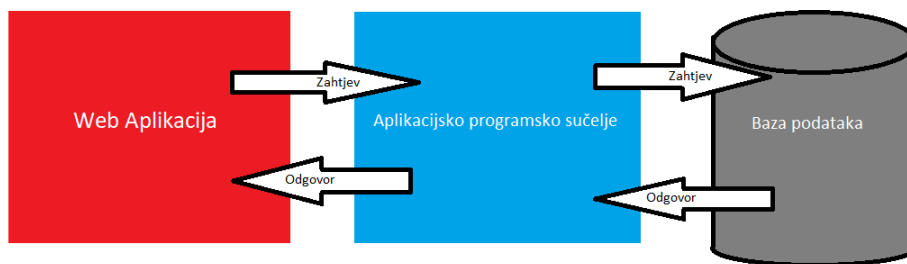 Zahtjev
Zahtjev
Web Aplikacija
Aplikacijsko programsko sučelje
Baza podataka
Odgovor
Odgovor